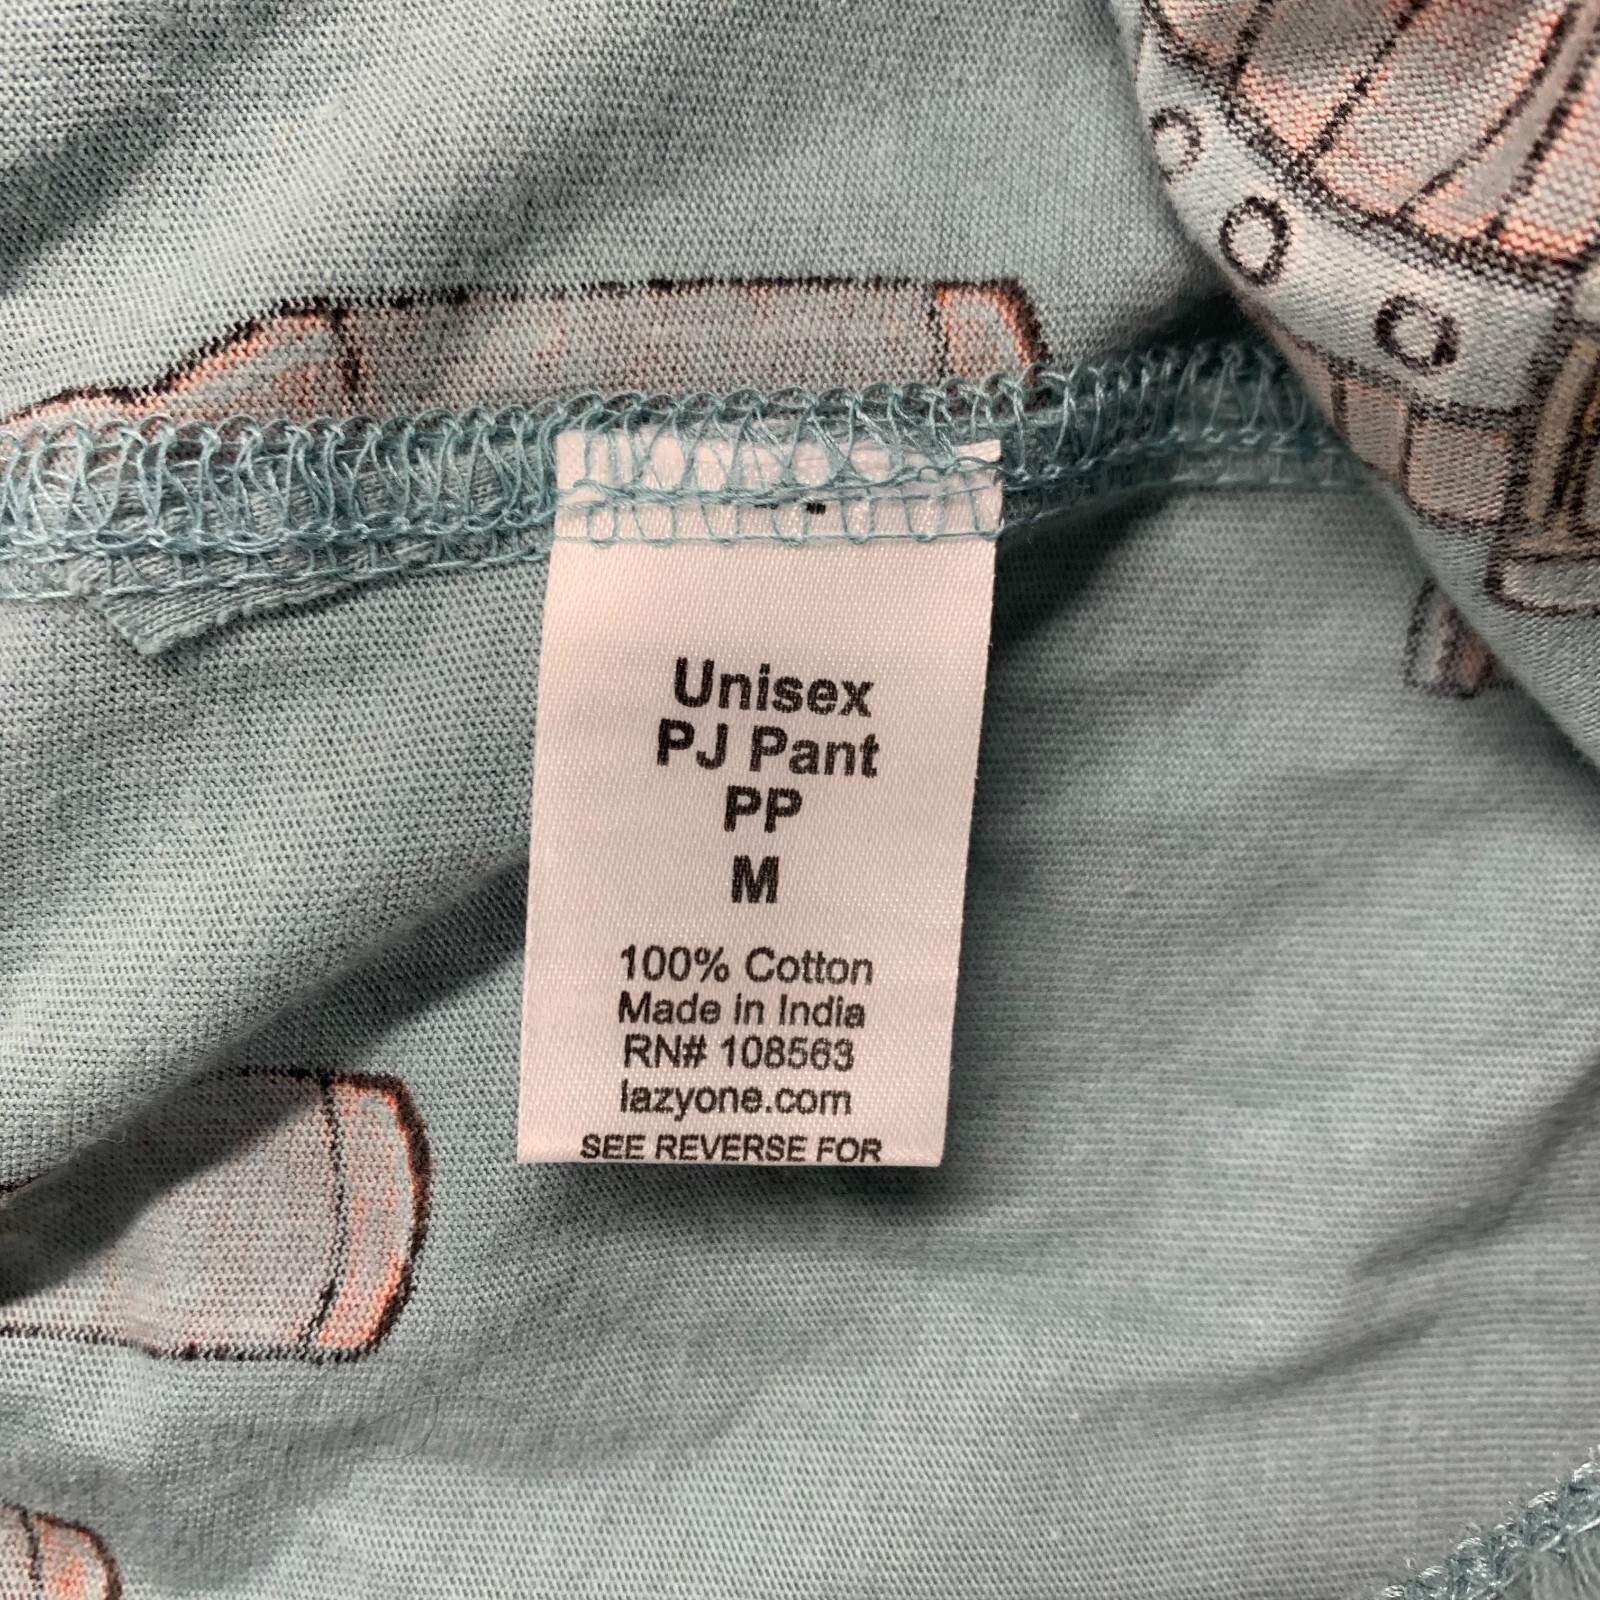 Unisex
PJ Pant
PP
M
100% Cotton
Made in India
RN# 108563
lazyone.com
SEE REVERSE FOR